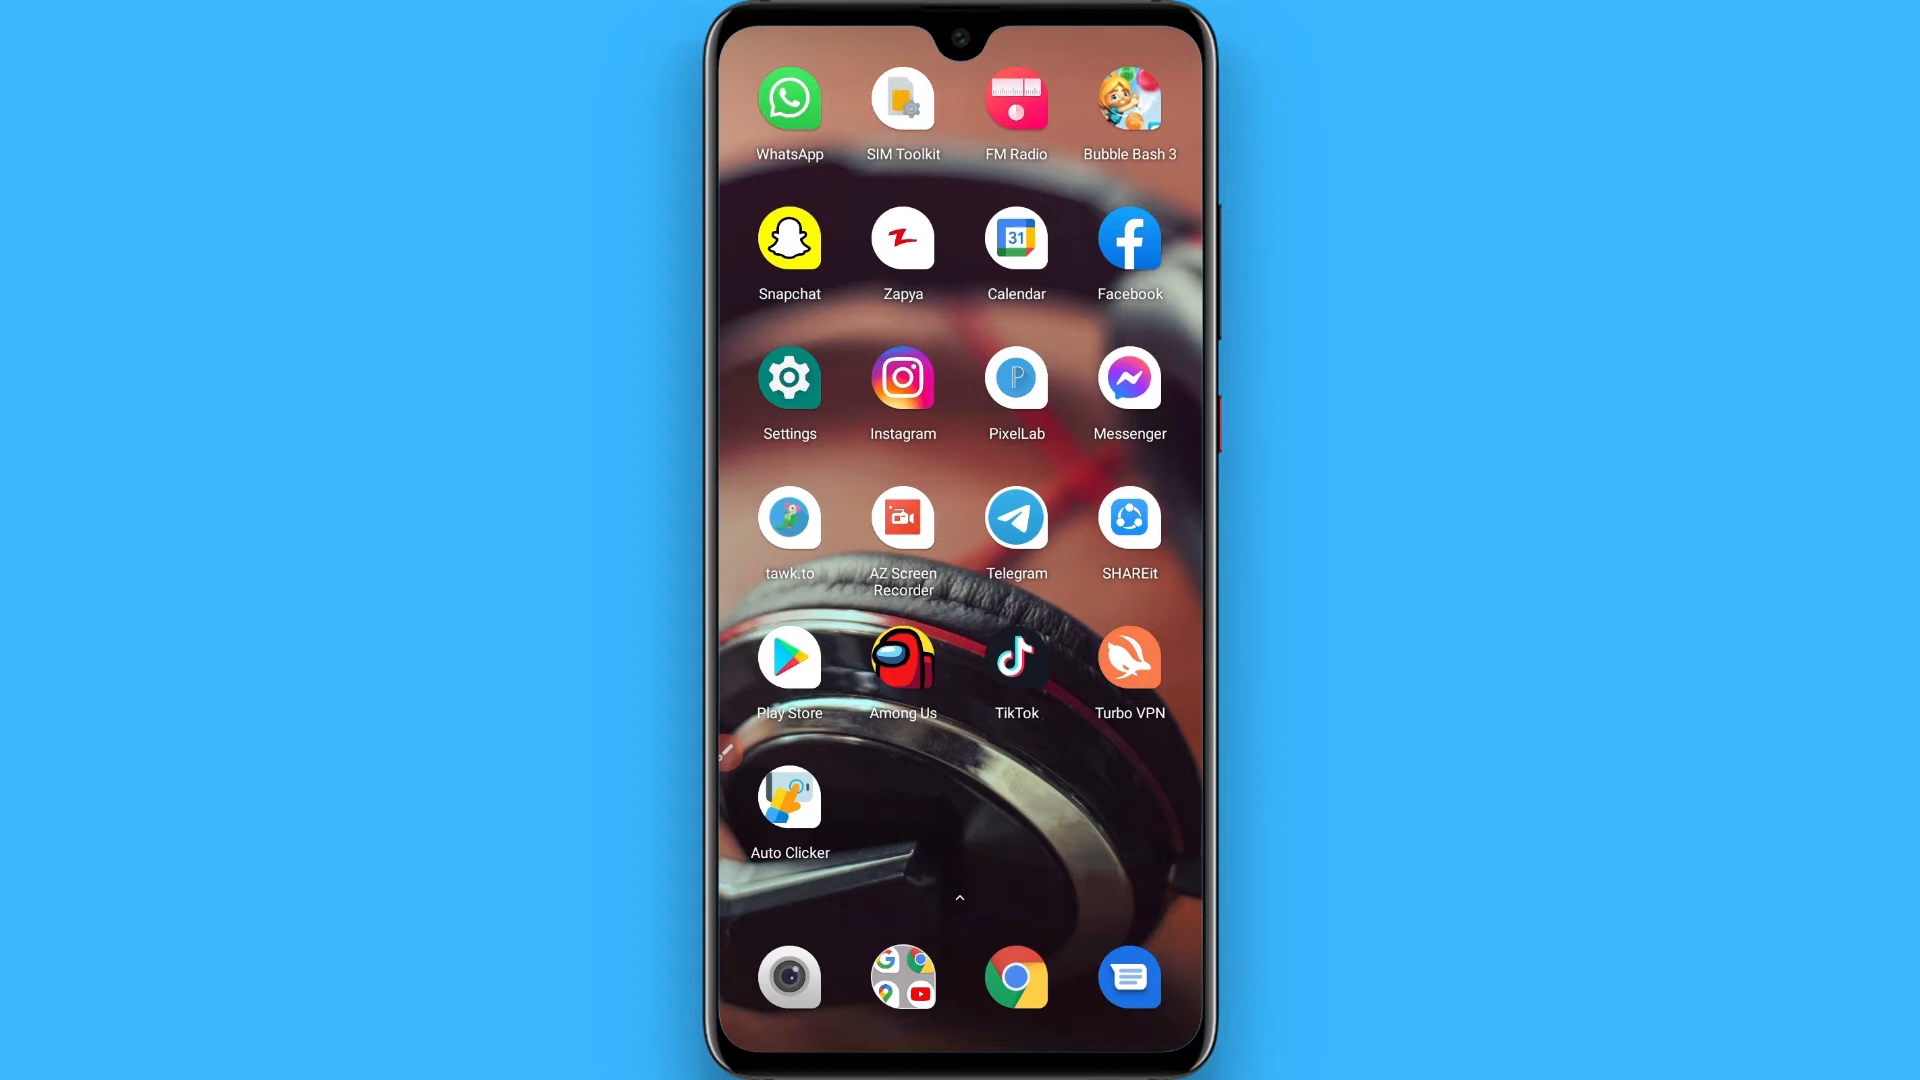 WhatsApp
SIM Toolkit
FM Radio
Bubble Bash 3
31
Snapchat
Zapya
Calendar
Facebook
P
Settings
Instagram
PixelLab
Messenger
tawk.to
AZ Screen
Recorder
Telegram
SHAREit
Play Store
Among Us
TikTok
Turbo VPN
Auto Clicker